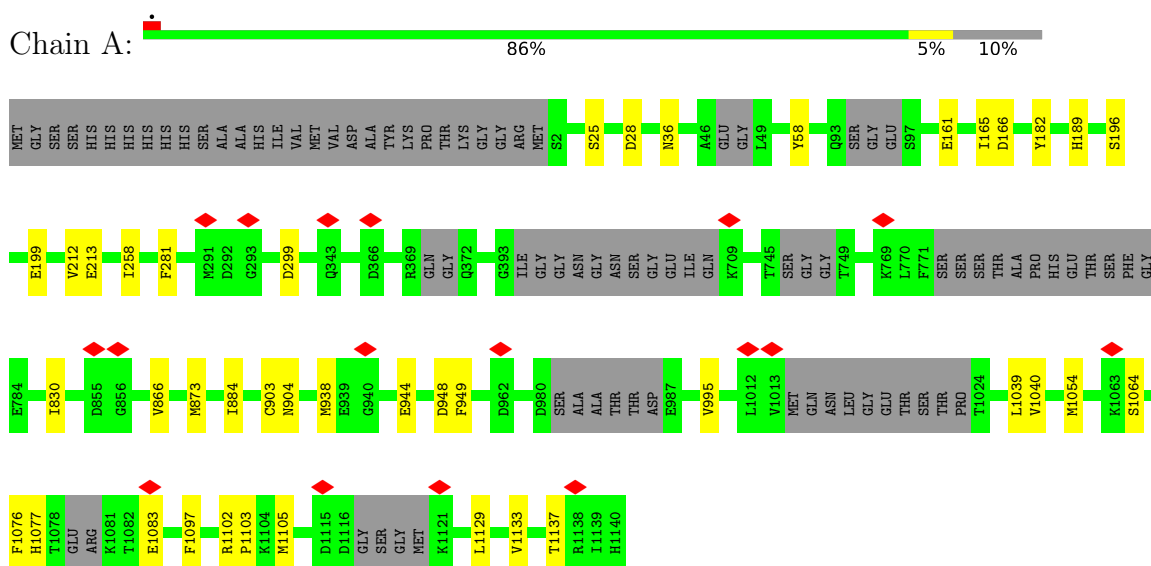 Chain A:
86% 5% 10%
MET GLY SER SER HIS HIS HIS HIS HIS HIS SER ALA ALA HIS ILE VAL MET VAL ASP ALA TYR LYS PRO THR LYS GLY GLY ARG MET S2 S25 D28 N36 A46 GLU GLY L49 Y58 Q93 SER GLY GLU S97 E161 I165 D166 Y182 H189 S196
E199 V212 E213 I258 F281 M291 D292 G293 D299 Q343 D366 R369 GLN GLY Q372 G393 ILE GLY GLY ASN GLY ASN SER GLY GLU ILE GLN K709 T745 SER GLY GLY T749 K769 L770 F771 SER SER SER THR ALA PRO HIS GLU THR SER PHE GLY
E784 I830 D855 G856 V866 M873 I884 C903 N904 M938 E939 G940 E944 D948 F949 D962 D980 SER ALA ALA THR THR ASP E987 V995 L1012 V1013 MET GLN ASN LEU GLY GLU THR SER THR PRO T1024 L1039 V1040 M1054 K1063 S1064
F1076 H1077 T1078 GLU ARG K1081 T1082 E1083 F1097 R1102 P1103 K1104 M1105 D1115 D1116 GLY SER GLY MET K1121 L1129 V1133 T1137 R1138 I1139 H1140